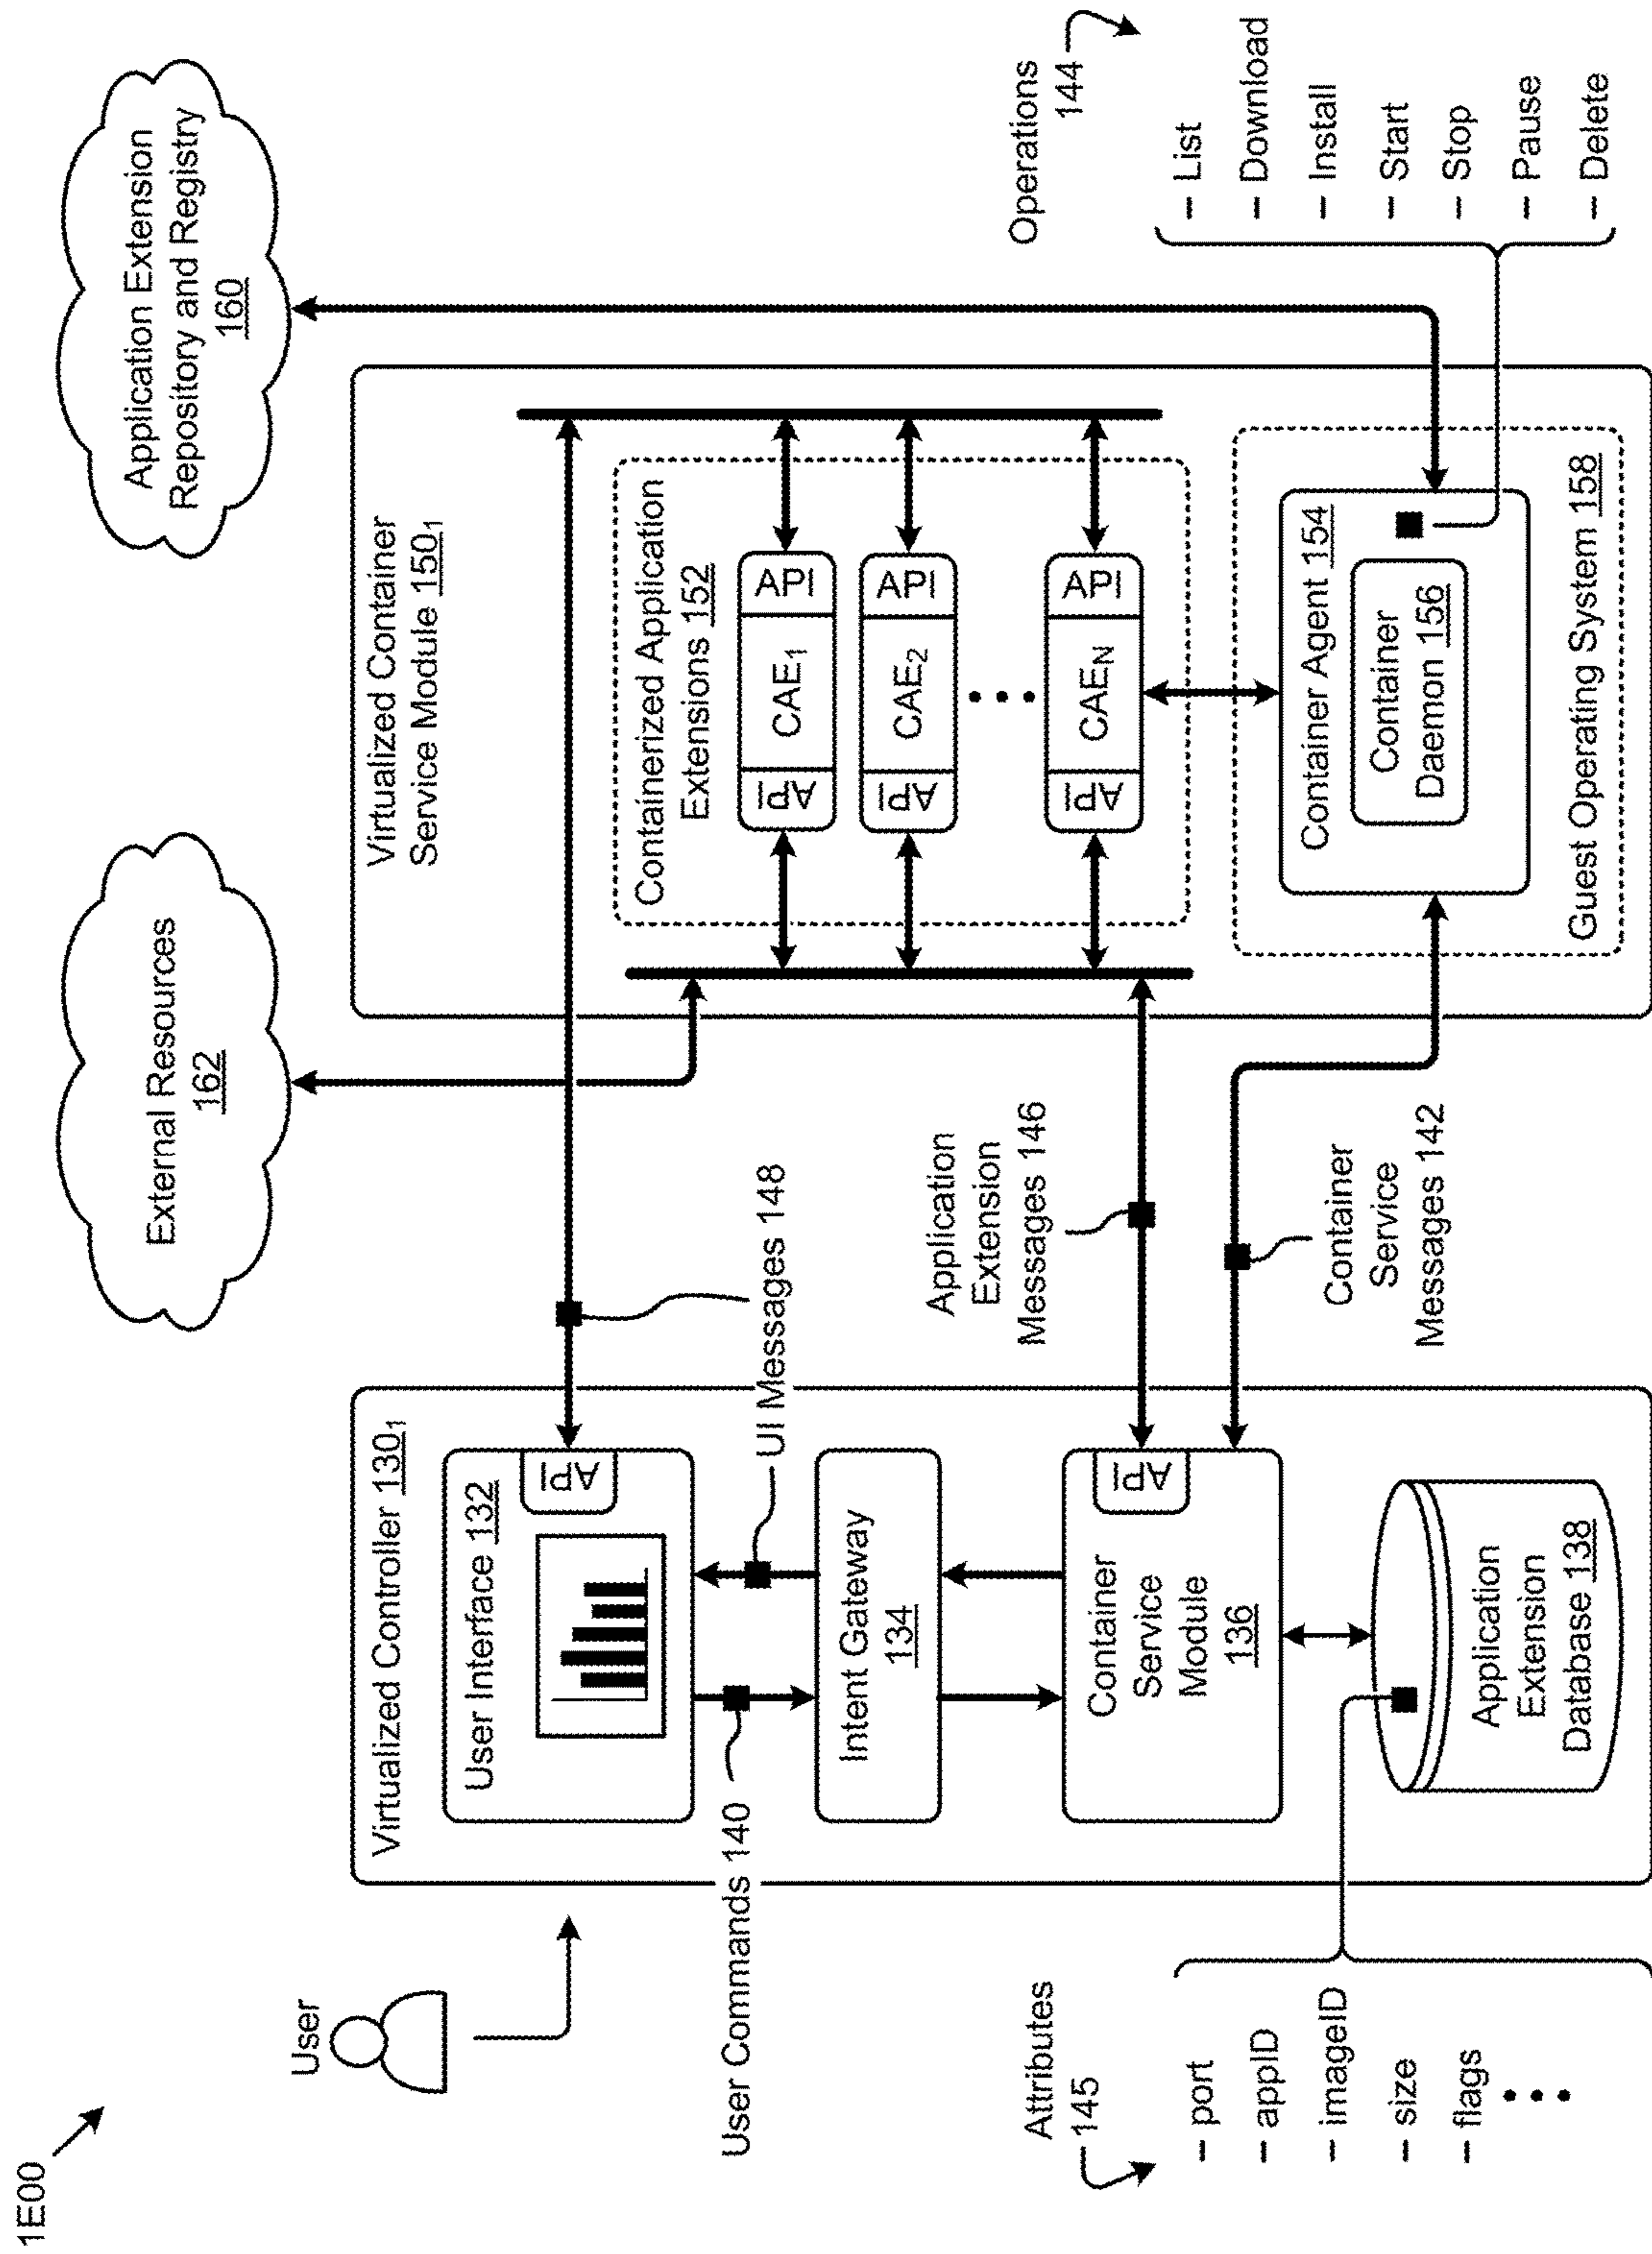 1E00
User
External Resources
162
Application Extension
Repository and Registry
160
Virtualized Controller 130₁
User Interface 132
API
User Commands 140
UI Messages 148
Intent Gateway
134
Container
Service
Module
136
API
Application
Extension
Database 138
Attributes
145
– port
– appID
– imageID
– size
– flags
Application
Extension
Messages 146
Container
Service
Messages 142
Virtualized Container
Service Module 150₁
Containerized Application
Extensions 152
API CAE₁ API
API CAE₂ API
API CAEN API
Container Agent 154
Container
Daemon 156
Guest Operating System 158
Operations
144
– List
– Download
– Install
– Start
– Stop
– Pause
– Delete